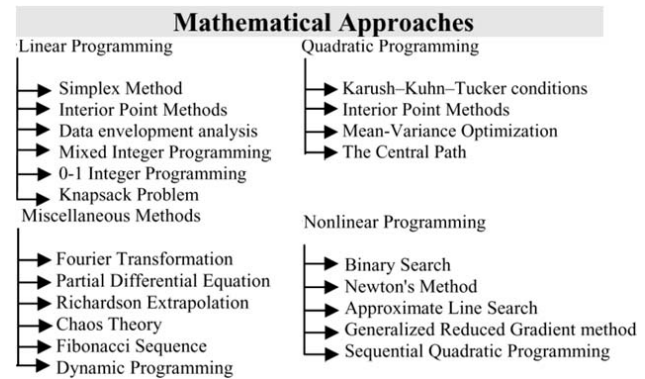 Mathematical Approaches
Linear Programming
Simplex Method
Interior Point Methods
Data envelopment analysis
Mixed Integer Programming
0-1 Integer Programming
Knapsack Problem
Quadratic Programming
Karush–Kuhn–Tucker conditions
Interior Point Methods
Mean-Variance Optimization
The Central Path
Miscellaneous Methods
Fourier Transformation
Partial Differential Equation
Richardson Extrapolation
Chaos Theory
Fibonacci Sequence
Dynamic Programming
Nonlinear Programming
Binary Search
Newton's Method
Approximate Line Search
Generalized Reduced Gradient method
Sequential Quadratic Programming